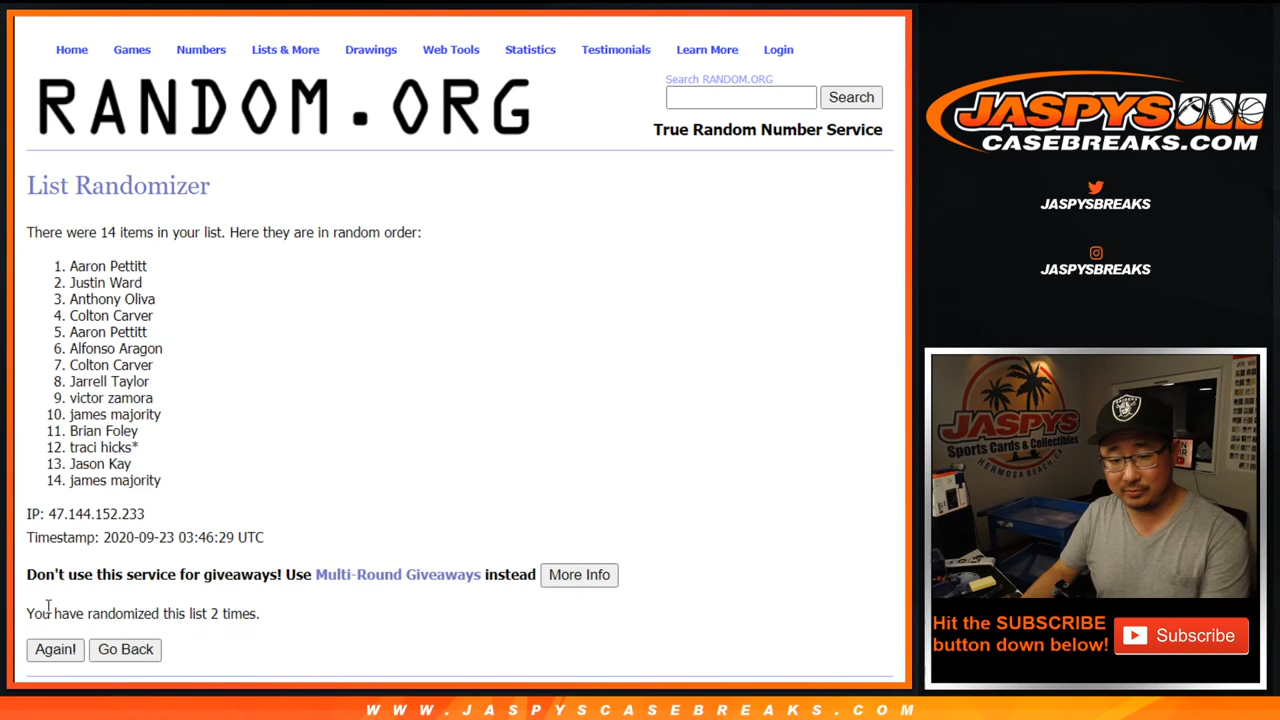 Home Games Numbers Lists & More Drawings Web Tools Statistics Testimonials Learn More Login
RANDOM.ORG
Search RANDOM.ORG
Search
True Random Number Service
List Randomizer
There were 14 items in your list. Here they are in random order:
1. Aaron Pettitt
2. Justin Ward
3. Anthony Oliva
4. Colton Carver
5. Aaron Pettitt
6. Alfonso Aragon
7. Colton Carver
8. Jarrell Taylor
9. victor zamora
10. james majority
11. Brian Foley
12. traci hicks*
13. Jason Kay
14. james majority
IP: 47.144.152.233
Timestamp: 2020-09-23 03:46:29 UTC
Don't use this service for giveaways! Use Multi-Round Giveaways instead More Info
You have randomized this list 2 times.
Again! Go Back
JASPYS
CASEBREAKS.COM
JASPYSBREAKS
JASPYSBREAKS
JASPYS
Sports Cards & Collectibles
HERMOSA BEACH, CA
RAIDERS
Hit the SUBSCRIBE
button down below!
Subscribe
WWW.JASPYSCASEBREAKS.COM